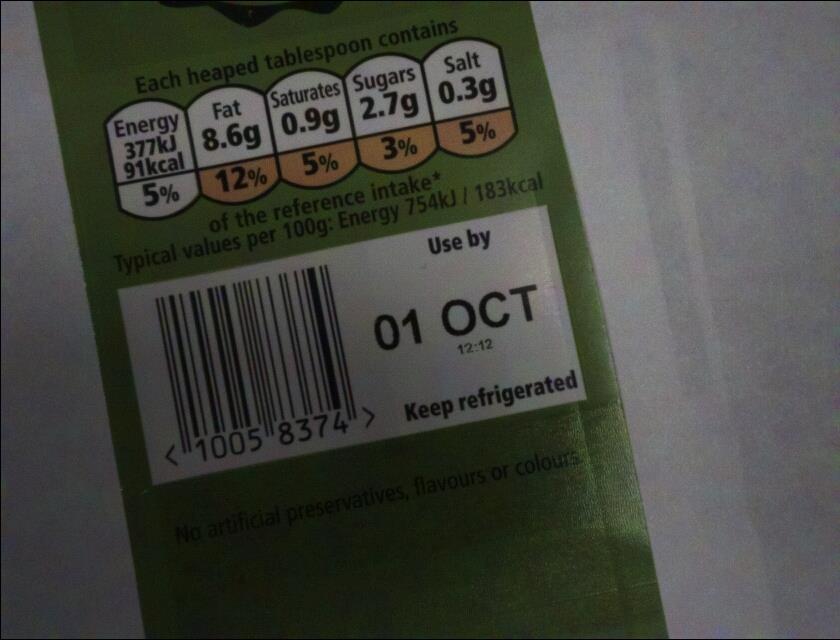 Each heaped tablespoon contains
Energy
377kJ
91kcal
5%
Fat
8.6g
12%
Saturates
0.9g
5%
Sugars
2.7g
3%
Salt
0.3g
5%
of the reference intake*
Typical values per 100g: Energy 754kJ / 183kcal
Use by
01 OCT
12:12
Keep refrigerated
< 1005 8374 >
No artificial preservatives, flavours or colours.